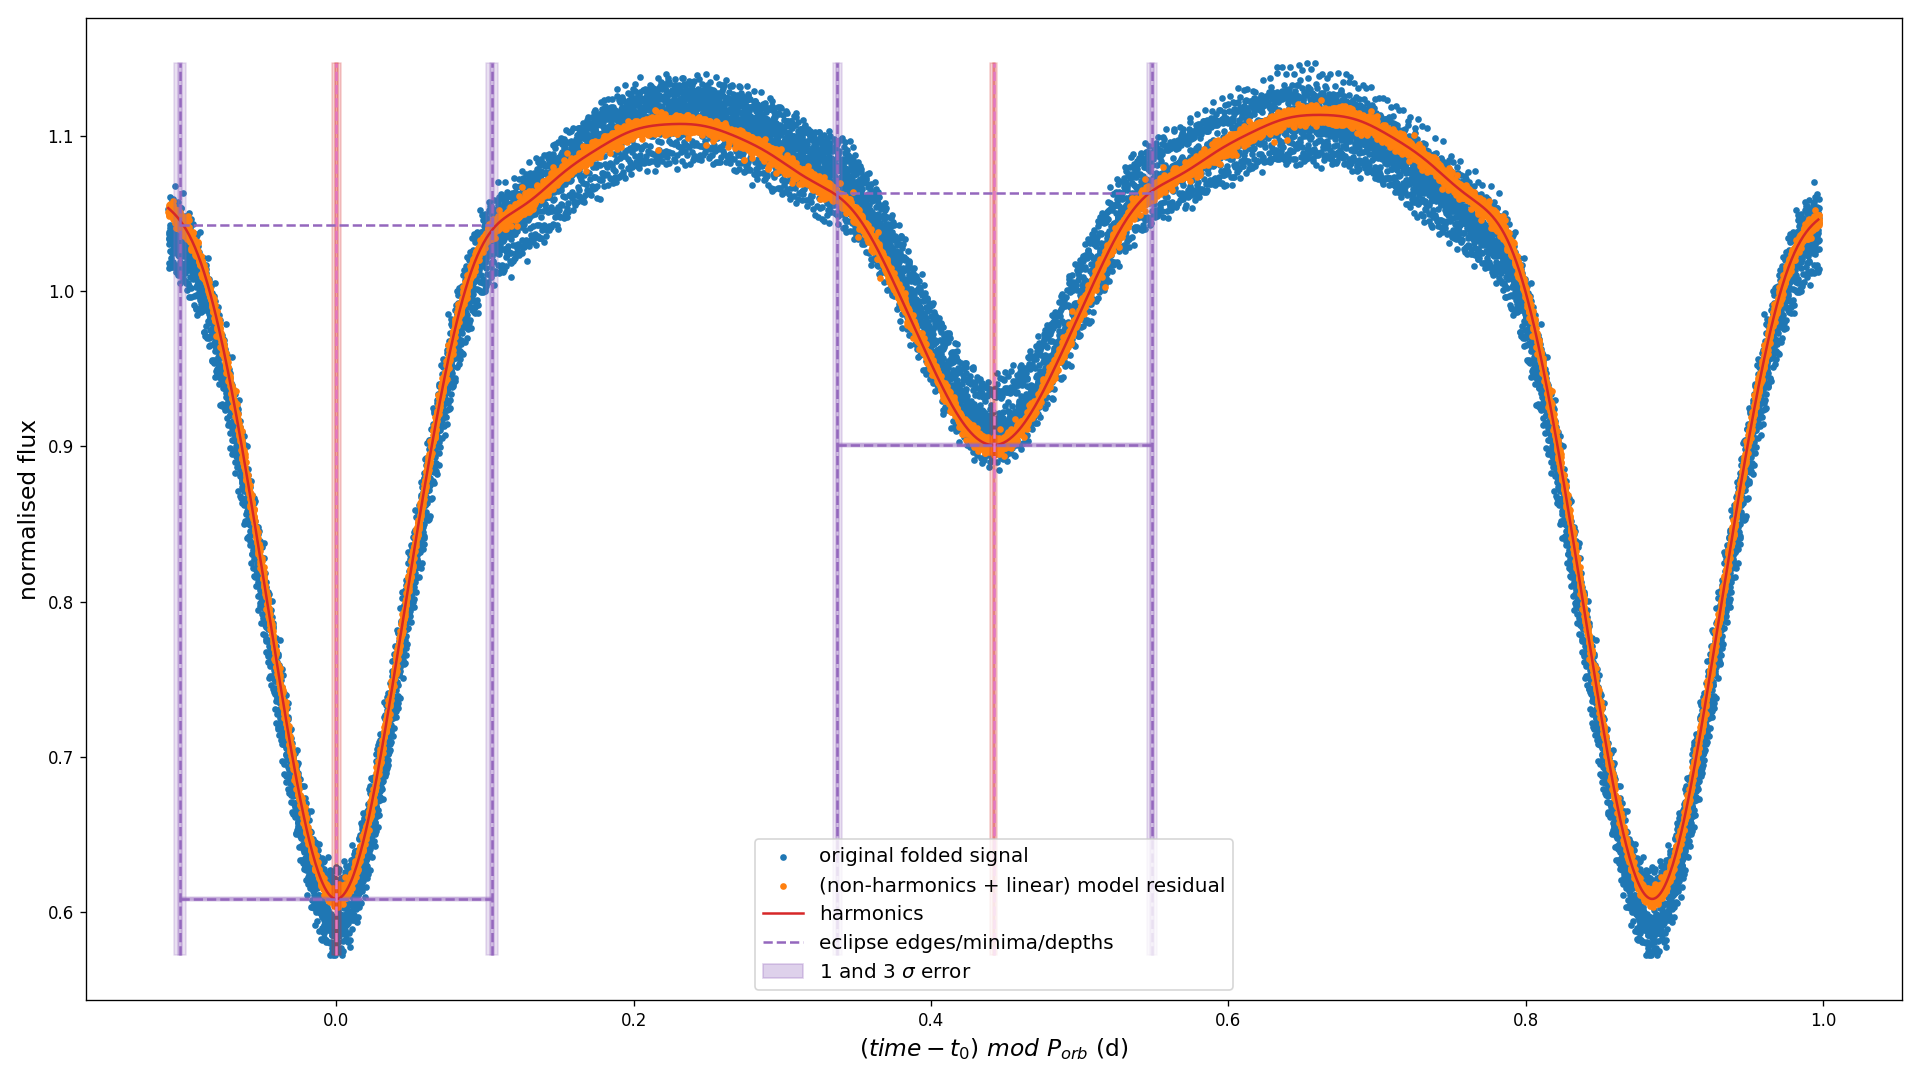 normalised flux
1.1
1.0
0.9
0.8
0.7
0.6
original folded signal
(non-harmonics + linear) model residual
harmonics
eclipse edges/minima/depths
1 and 3 σ error
0.0 0.2 0.4 0.6 0.8 1.0
(time − t₀) mod Pₒᵣb (d)